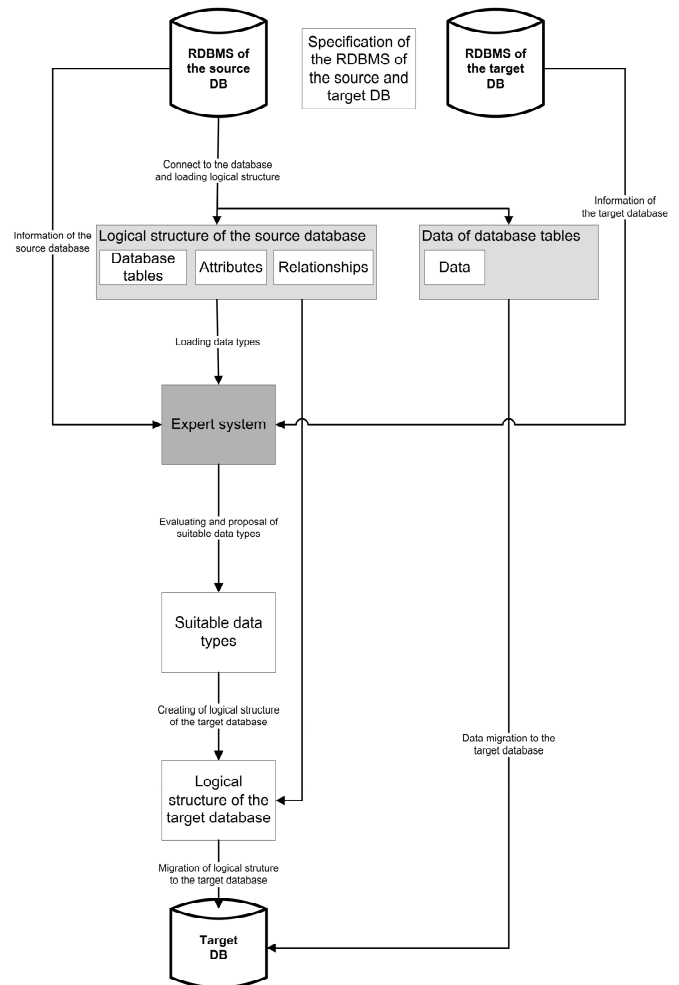 RDBMS of
the source
DB
Specification of
the RDBMS of
the source and
target DB
RDBMS of
the target
DB
Connect to the database
and loading logical structure
Information of the
source database
Information of
the target database
Logical structure of the source database
Database
tables
Attributes
Relationships
Data of database tables
Data
Loading data types
Expert system
Evaluating and proposal of
suitable data types
Suitable data
types
Creating of logical structure
of the target database
Data migration to the
target database
Logical
structure of the
target database
Migration of logical struture
to the target database
Target
DB